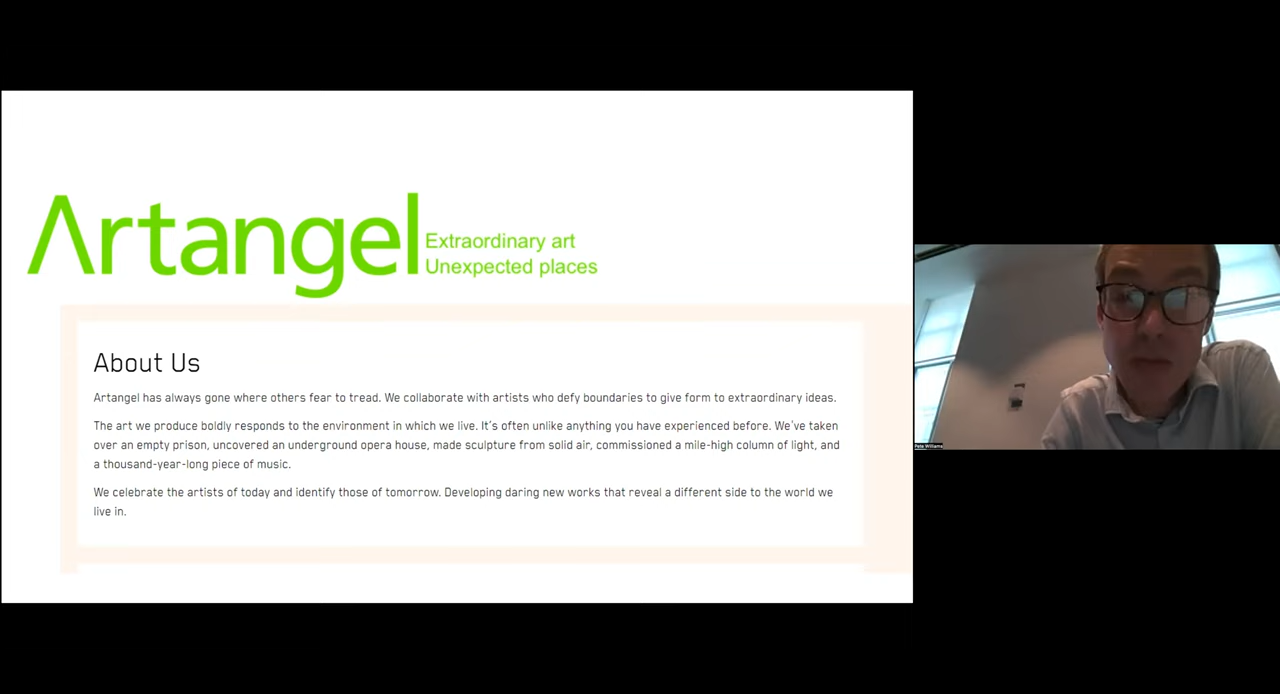 Artangel
Extraordinary art
Unexpected places
About Us
Artangel has always gone where others fear to tread. We collaborate with artists who defy boundaries to give form to extraordinary ideas.
The art we produce boldly responds to the environment in which we live. It's often unlike anything you have experienced before. We've taken
over an empty prison, uncovered an underground opera house, made sculpture from solid air, commissioned a mile-high column of light, and
a thousand-year-long piece of music.
We celebrate the artists of today and identify those of tomorrow. Developing daring new works that reveal a different side to the world we
live in.
Pete Williams